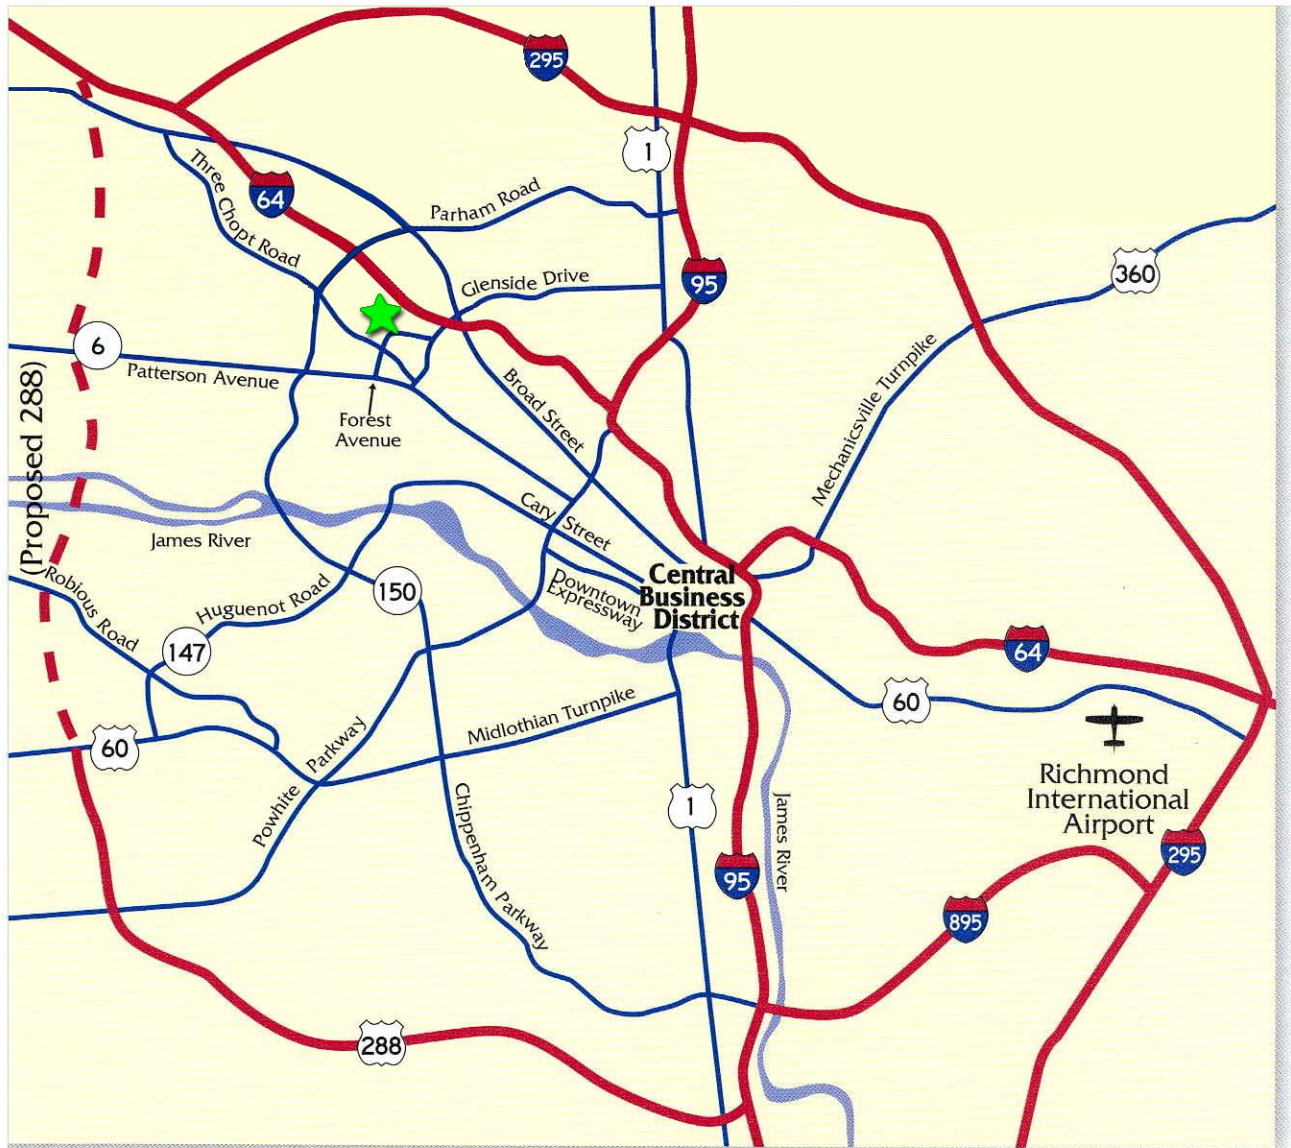 295
1
64
Three Chopt Road
Parham Road
95
360
Glenside Drive
6
Patterson Avenue
Forest
Avenue
Broad Street
Mechanicsville Turnpike
(Proposed 288)
James River
Cary Street
Robious Road
Huguenot Road
150
Downtown
Expressway
Central
Business
District
147
64
60
60
Midlothian Turnpike
Powhite Parkway
Richmond
International
Airport
1
Chippenham Parkway
James River
295
95
895
288